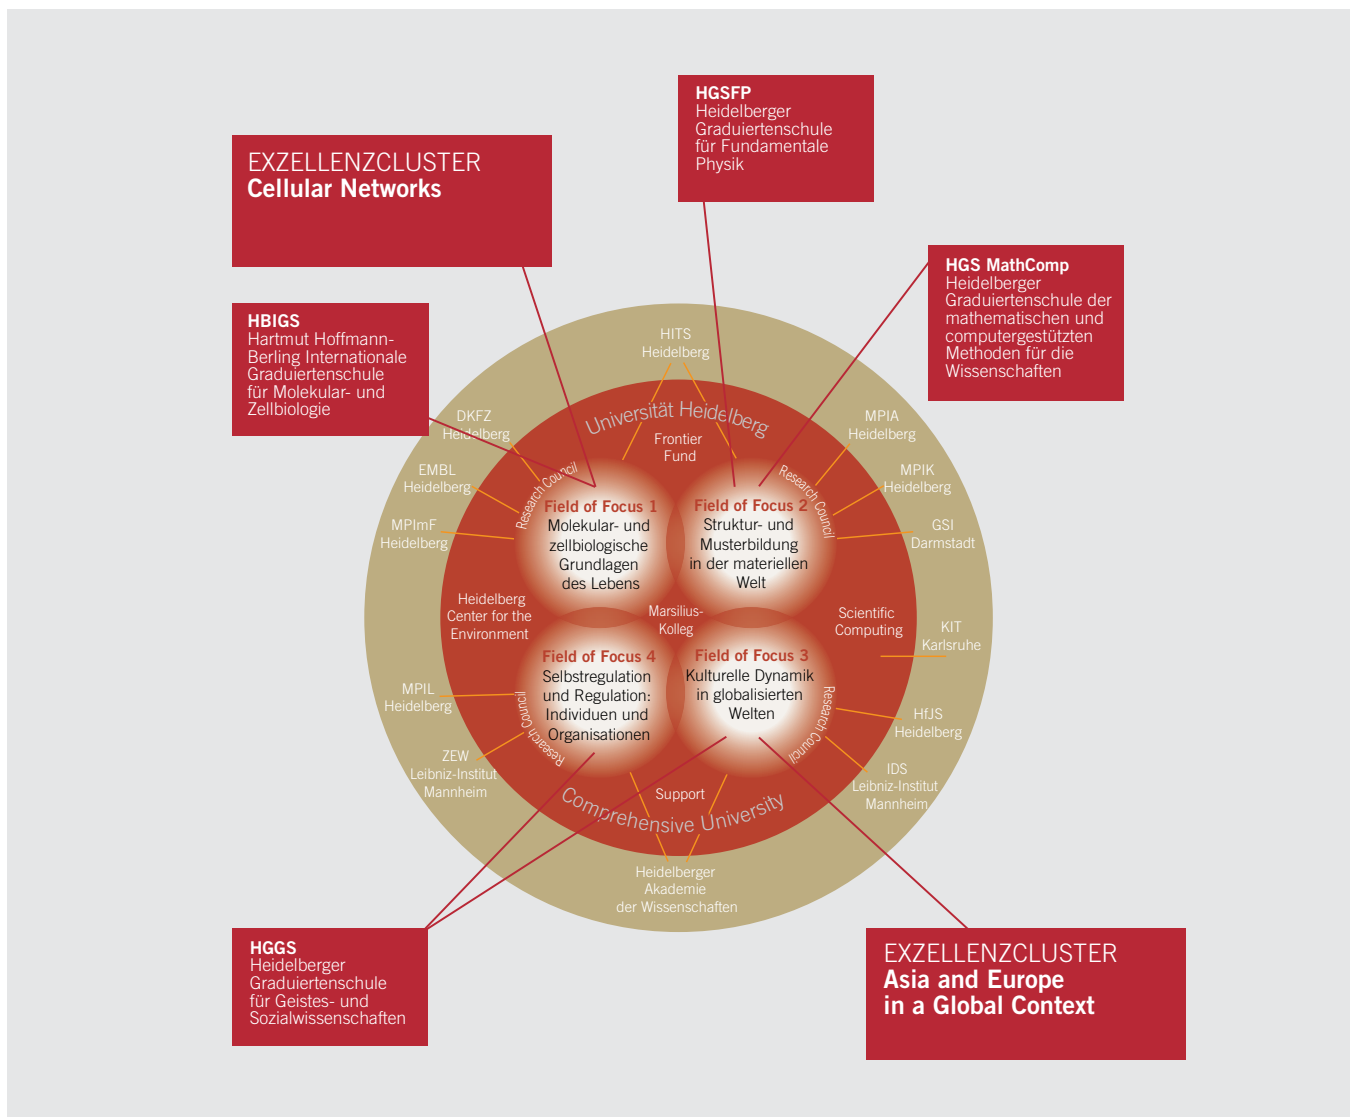 HGSFP
Heidelberger
Graduiertenschule
für Fundamentale
Physik
EXZELLENZCLUSTER
Cellular Networks
HGS MathComp
Heidelberger
Graduiertenschule der
mathematischen und
computergestützten
Methoden für die
Wissenschaften
HBIGS
Hartmut Hoffmann-
Berling Internationale
Graduiertenschule
für Molekular- und
Zellbiologie
HITS
Heidelberg
DKFZ
Heidelberg
EMBL
Heidelberg
MPImF
Heidelberg
MPIA
Heidelberg
MPIK
Heidelberg
GSI
Darmstadt
Universität Heidelberg
Frontier
Fund
Research Council
Research Council
Field of Focus 1
Molekular- und
zellbiologische
Grundlagen
des Lebens
Field of Focus 2
Struktur- und
Musterbildung
in der materiellen
Welt
Heidelberg
Center for the
Environment
Marsilius-
Kolleg
Scientific
Computing
KIT
Karlsruhe
Field of Focus 4
Selbstregulation
und Regulation:
Individuen und
Organisationen
Field of Focus 3
Kulturelle Dynamik
in globalisierten
Welten
Research Council
Research Council
MPIL
Heidelberg
ZEW
Leibniz-Institut
Mannheim
HfJS
Heidelberg
IDS
Leibniz-Institut
Mannheim
Support
Comprehensive University
Heidelberger
Akademie
der Wissenschaften
HGGS
Heidelberger
Graduiertenschule
für Geistes- und
Sozialwissenschaften
EXZELLENZCLUSTER
Asia and Europe
in a Global Context